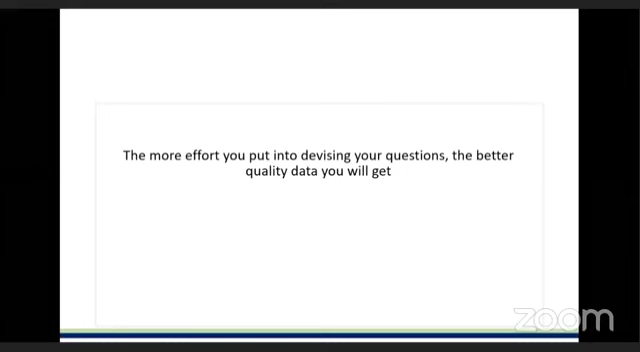 The more effort you put into devising your questions, the better
quality data you will get
zoom